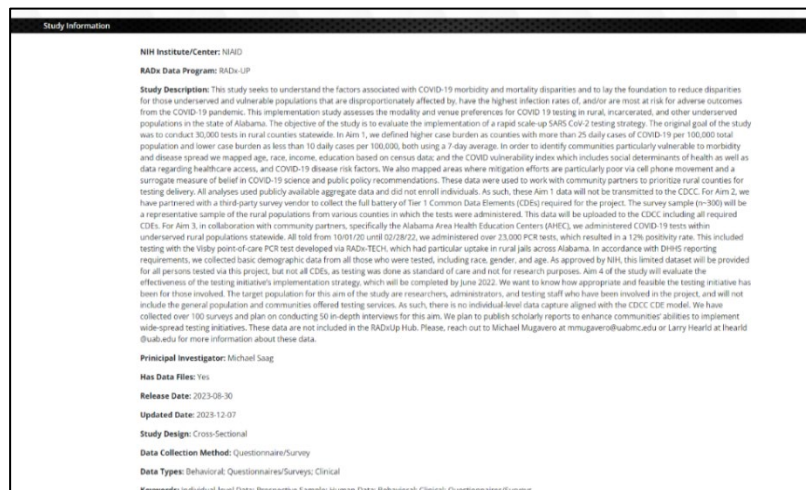 Study Information
NIH Institute/Center: NIAID
RADx Data Program: RADx-UP
Study Description: This study seeks to understand the factors associated with COVID-19 morbidity and mortality disparities and to lay the foundation to reduce disparities
for those underserved and vulnerable populations that are disproportionately affected by, have the highest infection rates of, and/or are most at risk for adverse outcomes
from the COVID-19 pandemic. This implementation study assesses the modality and venue preferences for COVID 19 testing in rural, incarcerated, and other underserved
populations in the state of Alabama. The objective of the study is to evaluate the implementation of a rapid scale-up SARS CoV-2 testing strategy. The original goal of the study
was to conduct 30,000 tests in rural counties statewide. In Aim 1, we defined higher case burden as counties with more than 25 daily cases of COVID-19 per 100,000 total
population and lower case burden as less than 10 daily cases per 100,000, both using a 7-day average. In order to identify communities particularly vulnerable to morbidity
and disease spread we mapped age, race, income, education based on census data; and the COVID vulnerability index which includes social determinants of health as well as
data regarding healthcare access, and COVID-19 disease risk factors. We also mapped areas where mitigation efforts are particularly poor via cell phone movement and a
surrogate measure of belief in COVID-19 science and public policy recommendations. These data were used to work with community partners to prioritize rural counties for
testing delivery. All analyses used publicly available aggregate data and did not enroll individuals. As such, these Aim 1 data will not be transmitted to the CDCC. For Aim 2, we
have partnered with a third-party survey vendor to collect the full battery of Tier 1 Common Data Elements (CDEs) required for the project. The survey sample (n~300) will be
a representative sample of the rural populations from various counties in which the tests were administered. This data will be uploaded to the CDCC including all required
CDEs. For Aim 3, in collaboration with community partners, specifically the Alabama Area Health Education Centers (AHEC), we administered COVID-19 tests within
underserved rural populations statewide. All told from 10/01/20 until 02/28/22, we administered over 23,000 PCR tests, which resulted in a 12% positivity rate. This included
testing with the Visby point-of-care PCR test developed via RADx-TECH, which had particular uptake in rural jails across Alabama. In accordance with DHHS reporting
requirements, we collected basic demographic data from all those who were tested, including race, gender, and age. As approved by NIH, this limited dataset will be provided
for all persons tested via this project, but not all CDEs, as testing was done as standard of care and not for research purposes. Aim 4 of the study will evaluate the
effectiveness of the testing initiative's implementation strategy, which will be completed by June 2022. We want to know how appropriate and feasible the testing initiative has
been for those involved. The target population for this aim of the study are researchers, administrators, and testing staff who have been involved in the project, and will not
include the general population and communities offered testing services. As such, there is no individual-level data capture aligned with the CDCC CDE model. We have
collected over 100 surveys and plan on conducting 50 in-depth interviews for this aim. We plan to publish scholarly reports to enhance communities' abilities to implement
wide-spread testing initiatives. These data are not included in the RADxUp Hub. Please, reach out to Michael Mugavero at mmugavero@uabmc.edu or Larry Hearld at lhearld
@uab.edu for more information about these data.
Prinicipal Investigator: Michael Saag
Has Data Files: Yes
Release Date: 2023-08-30
Updated Date: 2023-12-07
Study Design: Cross-Sectional
Data Collection Method: Questionnaire/Survey
Data Types: Behavioral; Questionnaires/Surveys; Clinical
Keywords: Individual-level Data; Prospective Sample; Human Data; Behavioral; Clinical; Questionnaires/Surveys